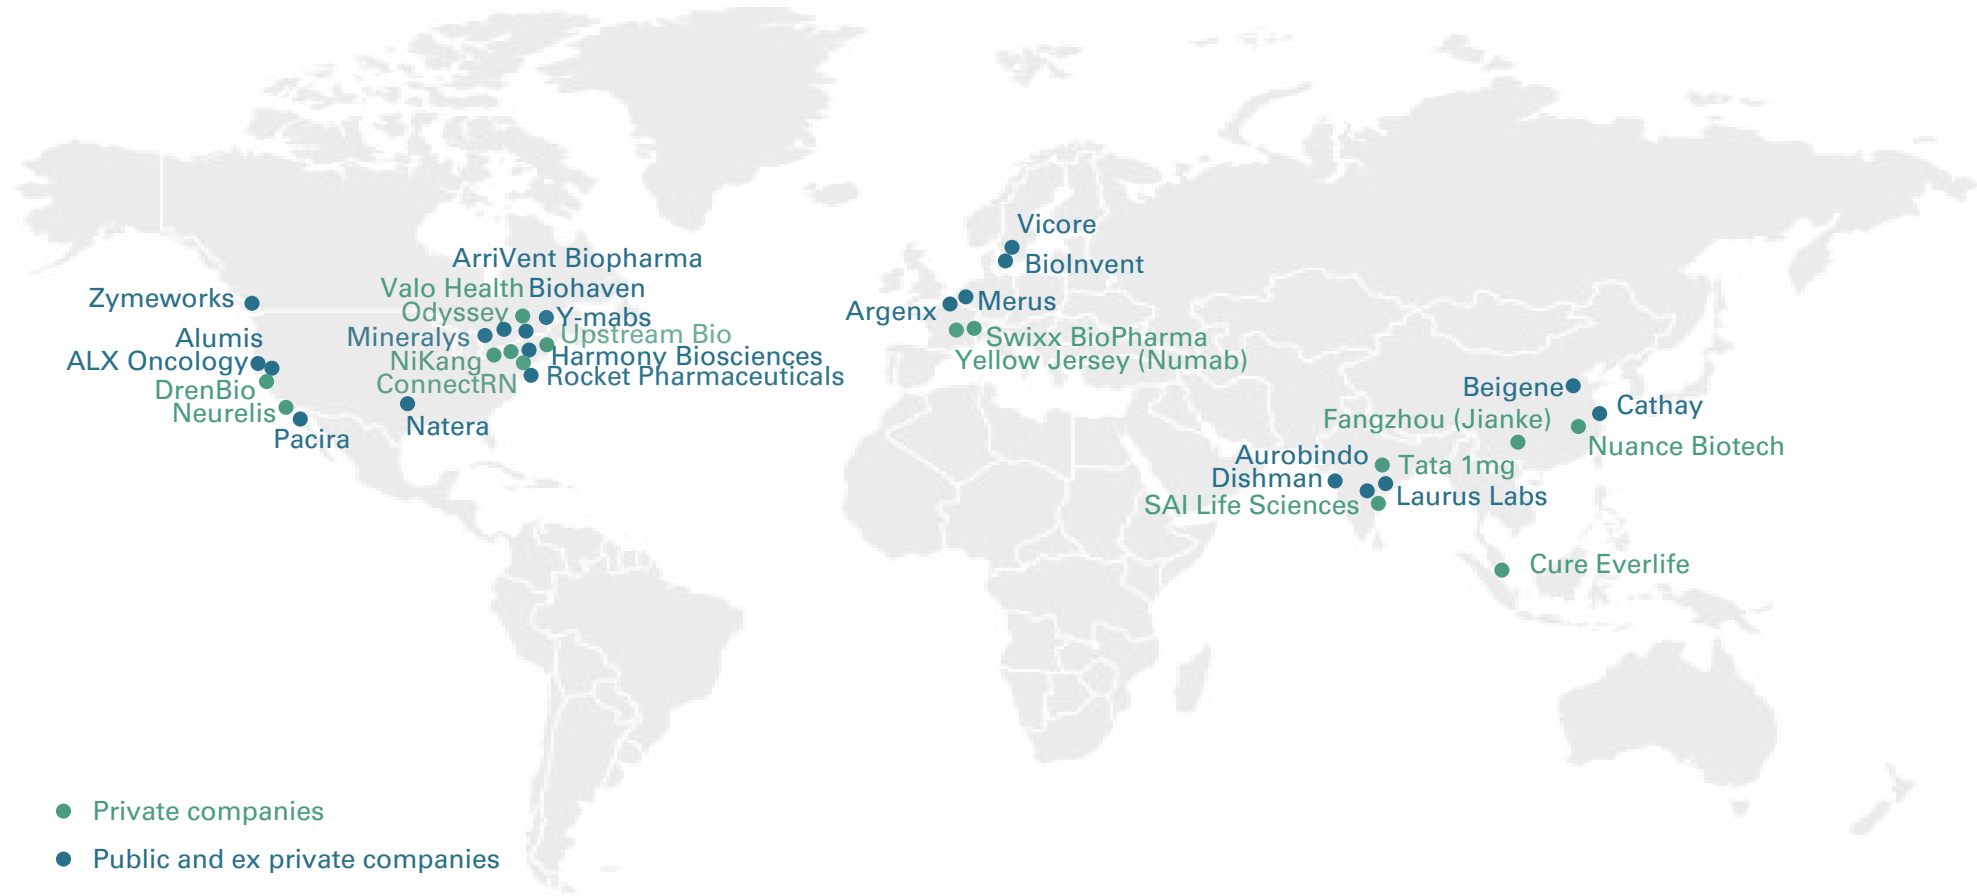 Vicore
BioInvent
ArriVent Biopharma
Valo Health
Biohaven
Zymeworks
Merus
Argenx
Odyssey
Y-mabs
Alumis
Mineralys
Upstream Bio
Swixx BioPharma
ALX Oncology
NiKang
Harmony Biosciences
Yellow Jersey (Numab)
DrenBio
ConnectRN
Rocket Pharmaceuticals
Beigene
Neurelis
Cathay
Natera
Fangzhou (Jianke)
Pacira
Nuance Biotech
Aurobindo
Tata 1mg
Dishman
Laurus Labs
SAI Life Sciences
Cure Everlife
Private companies
Public and ex private companies